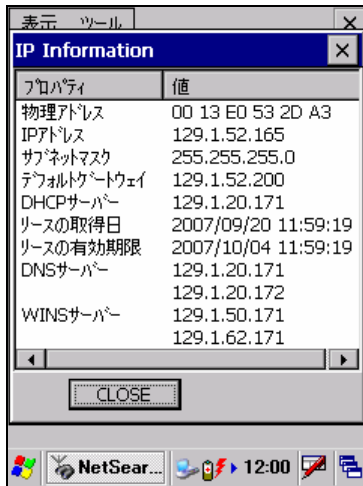 表示 ツール
IP Information
プロパティ 値
物理アドレス 00 13 E0 53 2D A3
IPアドレス 129.1.52.165
サブネットマスク 255.255.255.0
デフォルトゲートウェイ 129.1.52.200
DHCPサーバー 129.1.20.171
リースの取得日 2007/09/20 11:59:19
リースの有効期限 2007/10/04 11:59:19
DNSサーバー 129.1.20.171
129.1.20.172
WINSサーバー 129.1.50.171
129.1.62.171
CLOSE
NetSear... 12:00